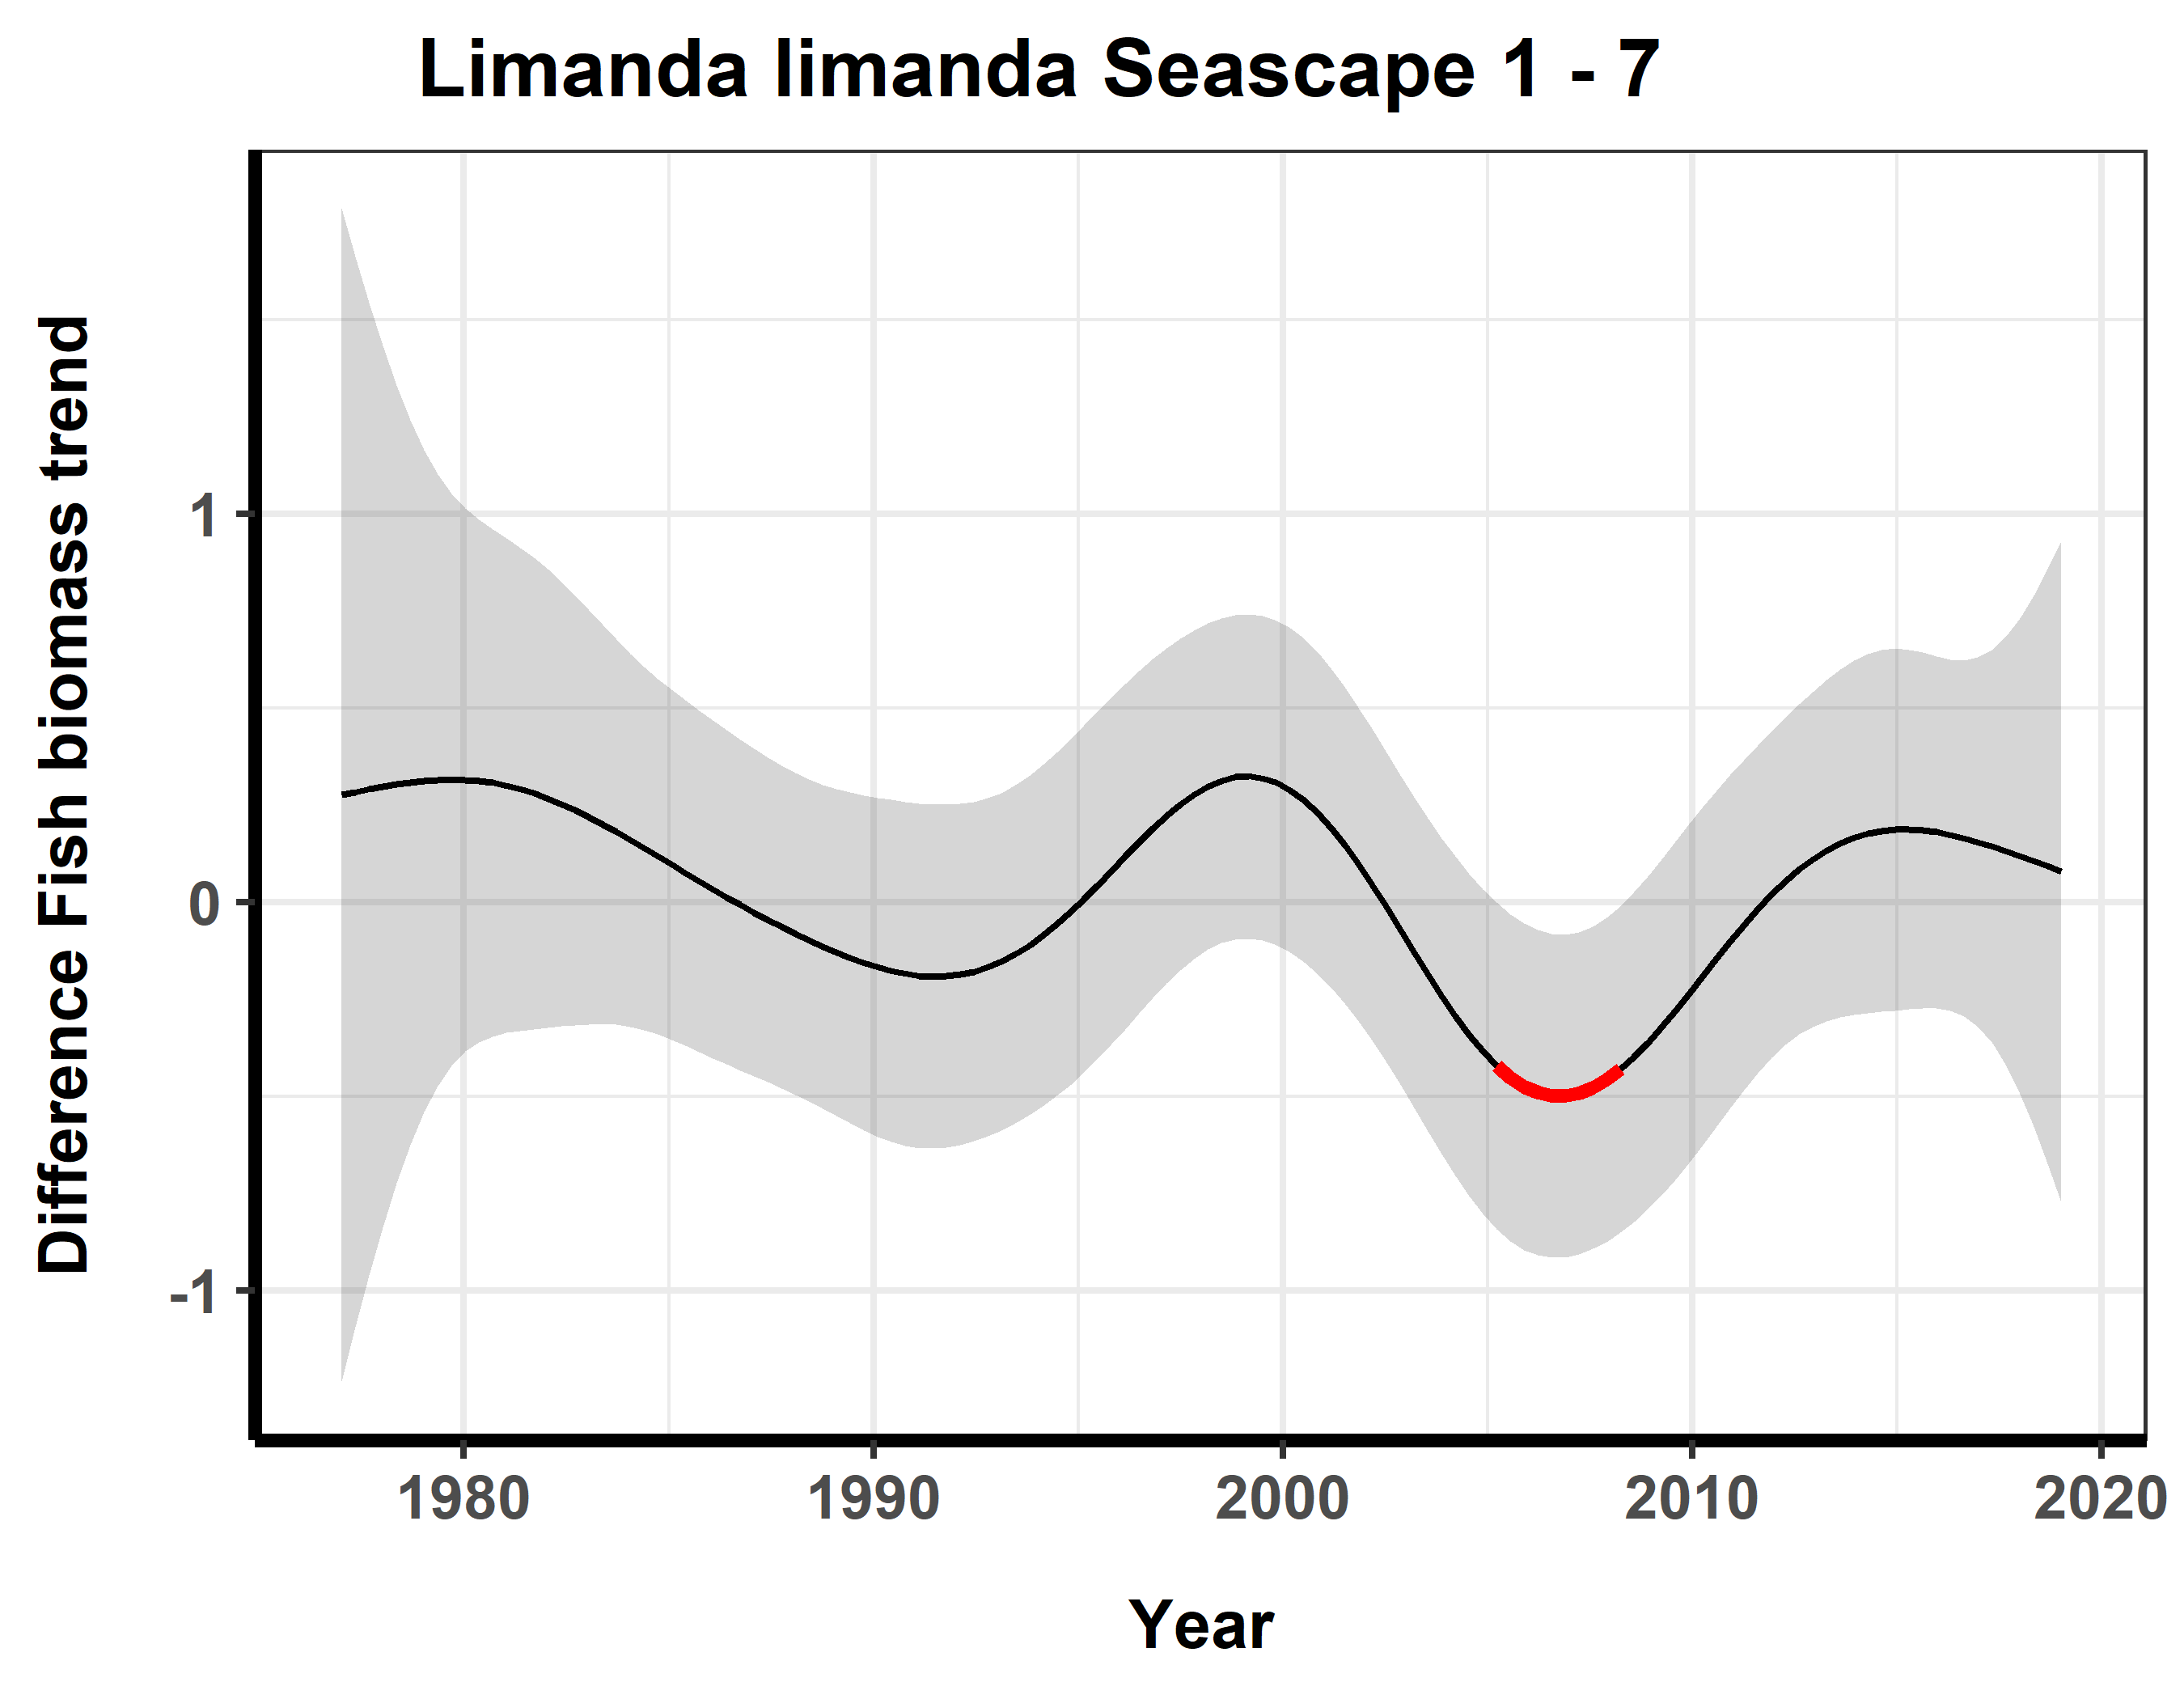 Limanda limanda Seascape 1 - 7
Difference Fish biomass trend
1
0
-1
1980 1990 2000 2010 2020
Year